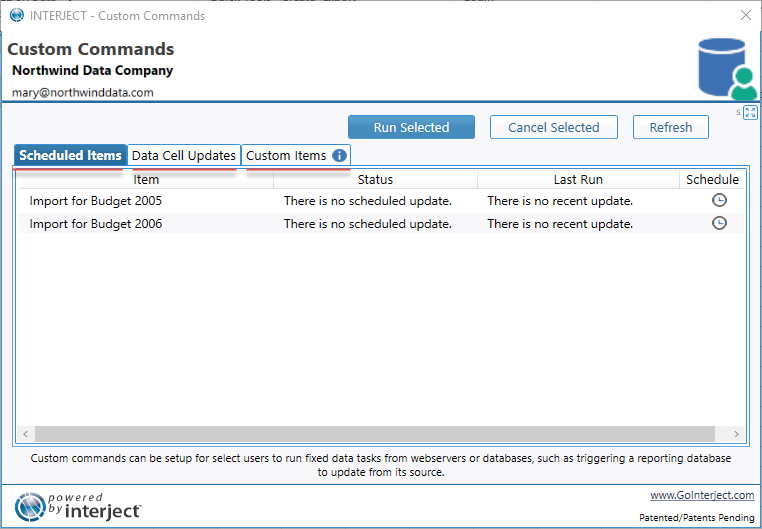 INTERJECT - Custom Commands
Custom Commands
Northwind Data Company
mary@northwinddata.com
s
Run Selected Cancel Selected Refresh
Scheduled Items Data Cell Updates Custom Items i
Item Status Last Run Schedule
Import for Budget 2005 There is no scheduled update. There is no recent update.
Import for Budget 2006 There is no scheduled update. There is no recent update.
Custom commands can be setup for select users to run fixed data tasks from webservers or databases, such as triggering a reporting database
to update from its source.
powered
by interject
www.GoInterject.com
Patented/Patents Pending